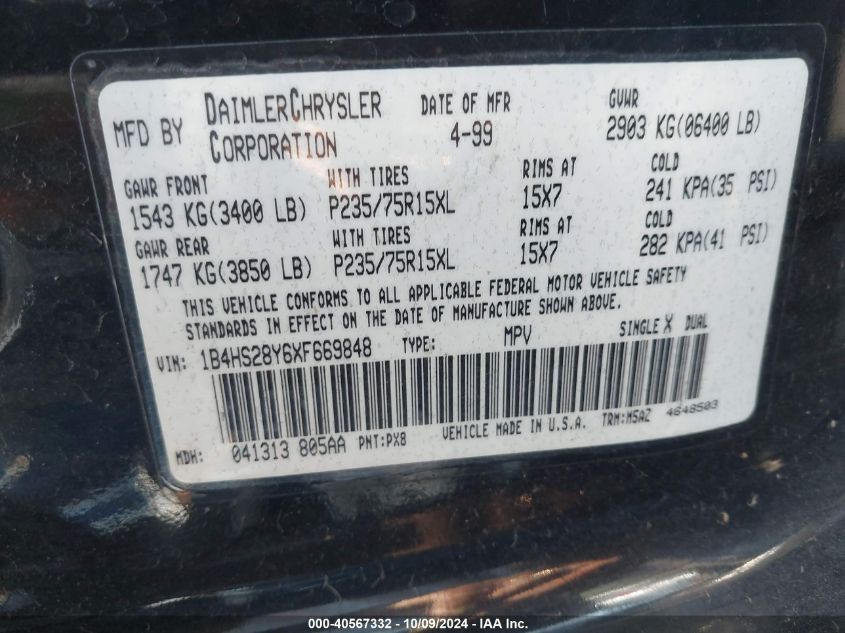 MFD BY DAIMLERCHRYSLER CORPORATION DATE OF MFR 4-99 GVWR 2903 KG(06400 LB)
GAWR FRONT WITH TIRES RIMS AT COLD
1543 KG(3400 LB) P235/75R15XL 15X7 241 KPA(35 PSI)
GAWR REAR WITH TIRES RIMS AT COLD
1747 KG(3850 LB) P235/75R15XL 15X7 282 KPA(41 PSI)
THIS VEHICLE CONFORMS TO ALL APPLICABLE FEDERAL MOTOR VEHICLE SAFETY
STANDARDS IN EFFECT ON THE DATE OF MANUFACTURE SHOWN ABOVE.
VIN: 1B4HS28Y6XF669848 TYPE: MPV SINGLE X DUAL
MDH: 041313 805AA PNT:PX8 VEHICLE MADE IN U.S.A. TRM:M5AZ 4648503
000-40567332 - 10/09/2024 - IAA Inc.